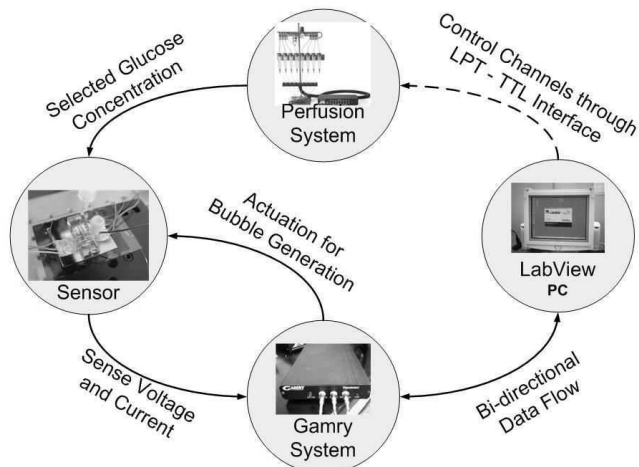 Selected Glucose
Concentration
Perfusion
System
Control Channels through
LPT - TTL Interface
Sensor
Actuation for
Bubble Generation
LabView
PC
Sense Voltage
and Current
GAMRY
Gamry
System
Bi-directional
Data Flow